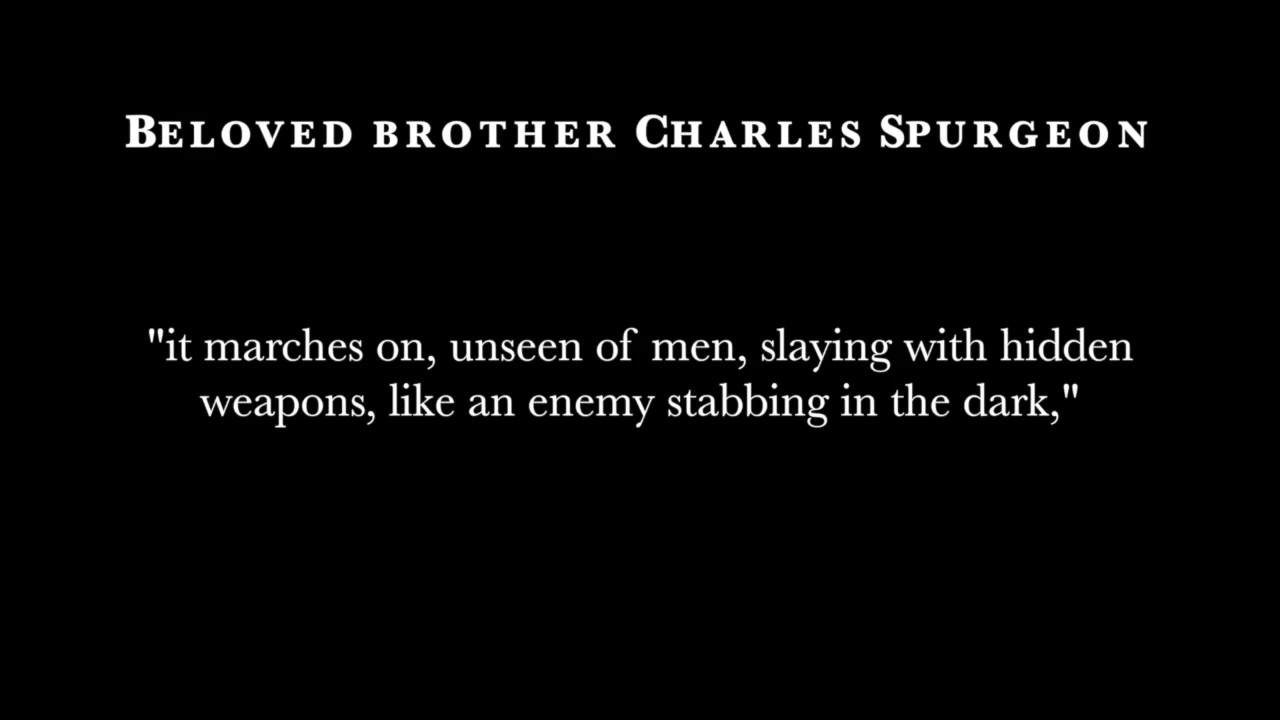 Beloved brother Charles Spurgeon
"it marches on, unseen of men, slaying with hidden
weapons, like an enemy stabbing in the dark,"